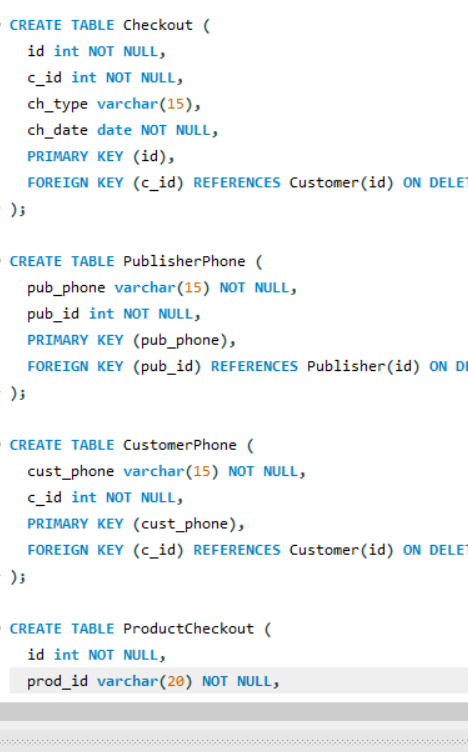 CREATE TABLE Checkout (
id int NOT NULL,
c_id int NOT NULL,
ch_type varchar(15),
ch_date date NOT NULL,
PRIMARY KEY (id),
FOREIGN KEY (c_id) REFERENCES Customer(id) ON
);
CREATE TABLE PublisherPhone (
pub_phone varchar(15) NOT NULL,
pub_id int NOT NULL,
PRIMARY KEY (pub_phone),
FOREIGN KEY (pub_id) REFERENCES Publisher(id) ON
);
CREATE TABLE CustomerPhone (
cust_phone varchar(15) NOT NULL,
c_id int NOT NULL,
PRIMARY KEY (cust_phone),
FOREIGN KEY (c_id) REFERENCES Customer(id) ON
);
CREATE TABLE ProductCheckout (
id int NOT NULL,
prod_id varchar(20) NOT NULL,